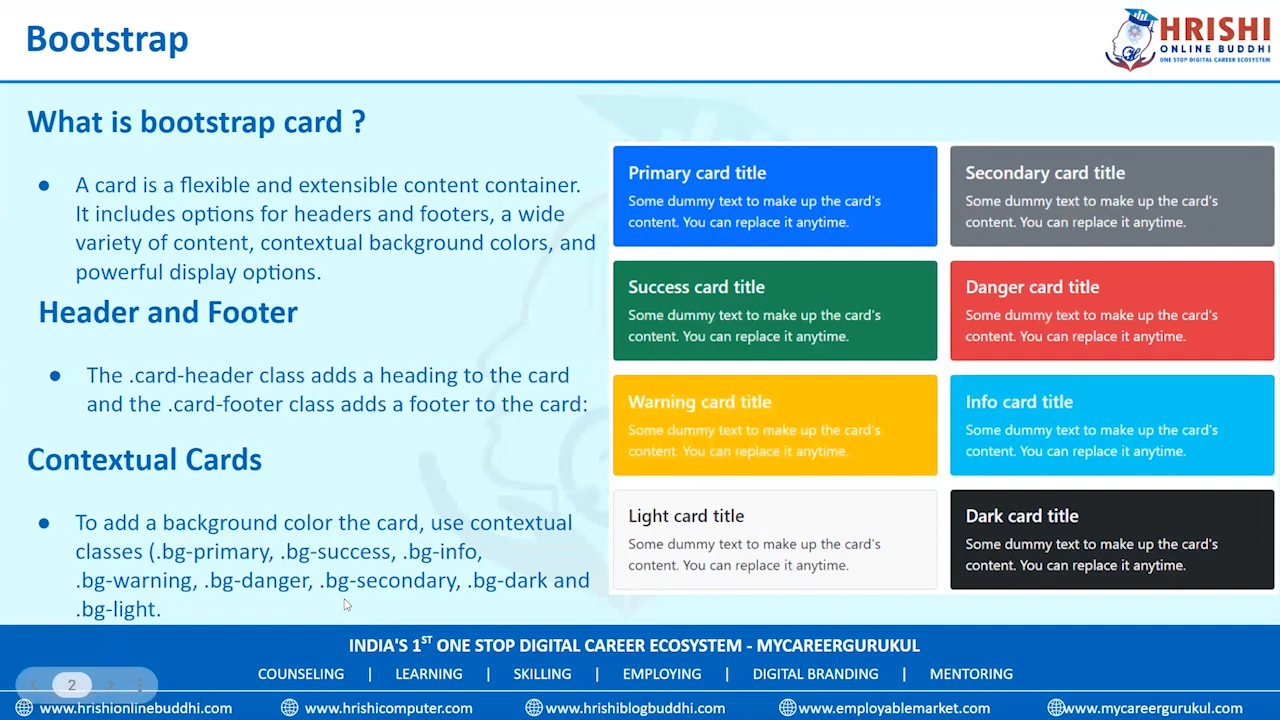 Bootstrap
HRISHI
ONLINE BUDDHI
ONE STOP DIGITAL CAREER ECOSYSTEM
What is bootstrap card ?
● A card is a flexible and extensible content container.
It includes options for headers and footers, a wide
variety of content, contextual background colors, and
powerful display options.
Header and Footer
● The .card-header class adds a heading to the card
and the .card-footer class adds a footer to the card:
Contextual Cards
● To add a background color the card, use contextual
classes (.bg-primary, .bg-success, .bg-info,
.bg-warning, .bg-danger, .bg-secondary, .bg-dark and
.bg-light.
Primary card title
Some dummy text to make up the card's
content. You can replace it anytime.
Secondary card title
Some dummy text to make up the card's
content. You can replace it anytime.
Success card title
Some dummy text to make up the card's
content. You can replace it anytime.
Danger card title
Some dummy text to make up the card's
content. You can replace it anytime.
Warning card title
Some dummy text to make up the card's
content. You can replace it anytime.
Info card title
Some dummy text to make up the card's
content. You can replace it anytime.
Light card title
Some dummy text to make up the card's
content. You can replace it anytime.
Dark card title
Some dummy text to make up the card's
content. You can replace it anytime.
INDIA'S 1ST ONE STOP DIGITAL CAREER ECOSYSTEM - MYCAREERGURUKUL
COUNSELING | LEARNING | SKILLING | EMPLOYING | DIGITAL BRANDING | MENTORING
2
www.hrishionlinebuddhi.com www.hrishicomputer.com www.hrishiblogbuddhi.com www.employablemarket.com www.mycareergurukul.com